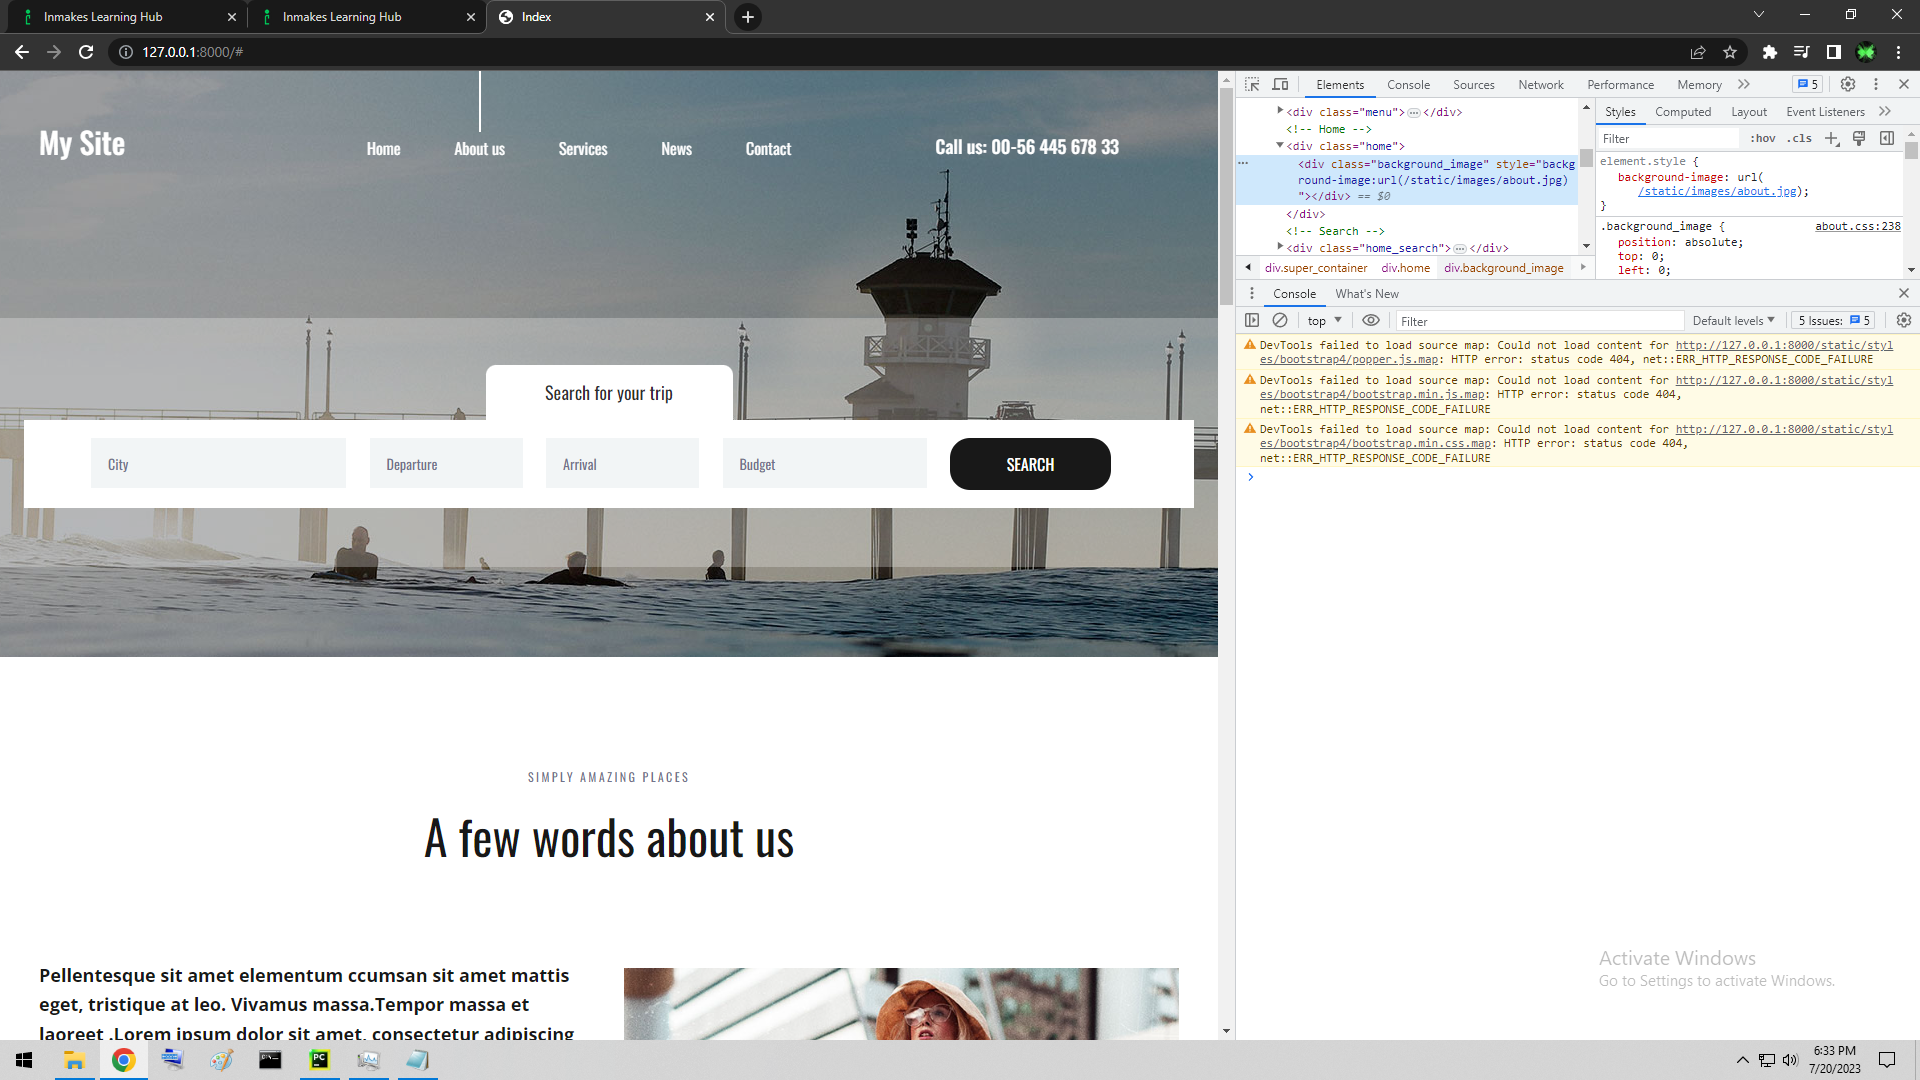 Inmakes Learning Hub
Inmakes Learning Hub
Index
127.0.0.1:8000/#
My Site
Home
About us
Services
News
Contact
Call us: 00-56 445 678 33
Search for your trip
City
Departure
Arrival
Budget
SEARCH
SIMPLY AMAZING PLACES
A few words about us
Pellentesque sit amet elementum ccumsan sit amet mattis
eget, tristique at leo. Vivamus massa.Tempor massa et
laoreet .Lorem ipsum dolor sit amet, consectetur adipiscing
Elements
Console
Sources
Network
Performance
Memory
5
<div class="menu"> </div>
<!-- Home -->
<div class="home">
<div class="background_image" style="backg
round-image:url(/static/images/about.jpg)
"></div> == $0
</div>
<!-- Search -->
<div class="home_search"> </div>
div.super_container
div.home
div.background_image
Styles
Computed
Layout
Event Listeners
Filter
:hov
.cls
element.style {
background-image: url(
/static/images/about.jpg);
}
.background_image {
about.css:238
position: absolute;
top: 0;
left: 0;
Console
What's New
top
Filter
Default levels
5 Issues:
5
DevTools failed to load source map: Could not load content for http://127.0.0.1:8000/static/styl
es/bootstrap4/popper.js.map: HTTP error: status code 404, net::ERR_HTTP_RESPONSE_CODE_FAILURE
DevTools failed to load source map: Could not load content for http://127.0.0.1:8000/static/styl
es/bootstrap4/bootstrap.min.js.map: HTTP error: status code 404,
net::ERR_HTTP_RESPONSE_CODE_FAILURE
DevTools failed to load source map: Could not load content for http://127.0.0.1:8000/static/styl
es/bootstrap4/bootstrap.min.css.map: HTTP error: status code 404,
net::ERR_HTTP_RESPONSE_CODE_FAILURE
Activate Windows
Go to Settings to activate Windows.
PC
6:33 PM
7/20/2023